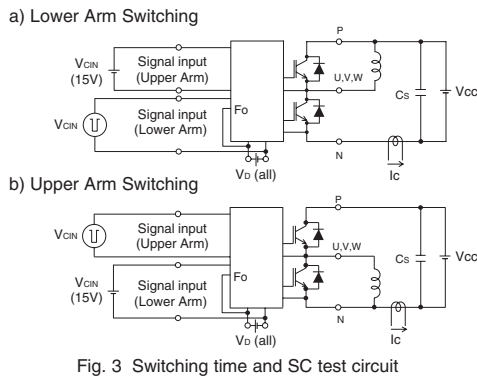 a) Lower Arm Switching
P
VCIN
(15V)
Signal input
(Upper Arm)
U,V,W
CS
VCC
VCIN
Signal input
(Lower Arm)
Fo
N
IC
VD (all)
b) Upper Arm Switching
P
VCIN
Signal input
(Upper Arm)
U,V,W
CS
VCC
VCIN
(15V)
Signal input
(Lower Arm)
Fo
N
IC
VD (all)
Fig. 3 Switching time and SC test circuit